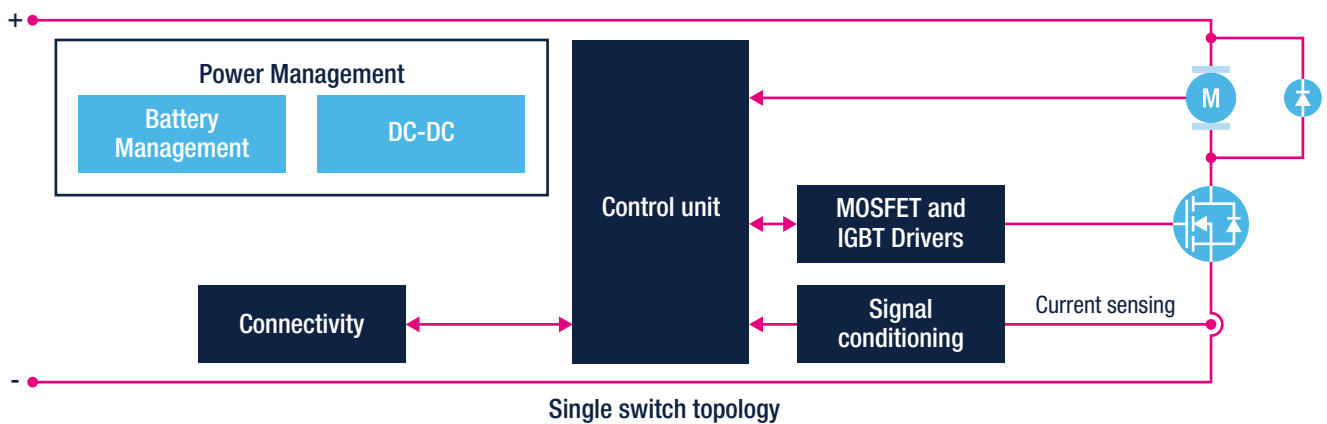 +
Power Management
Battery
Management
DC-DC
Control unit
M
MOSFET and
IGBT Drivers
Connectivity
Signal
conditioning
Current sensing
-
Single switch topology